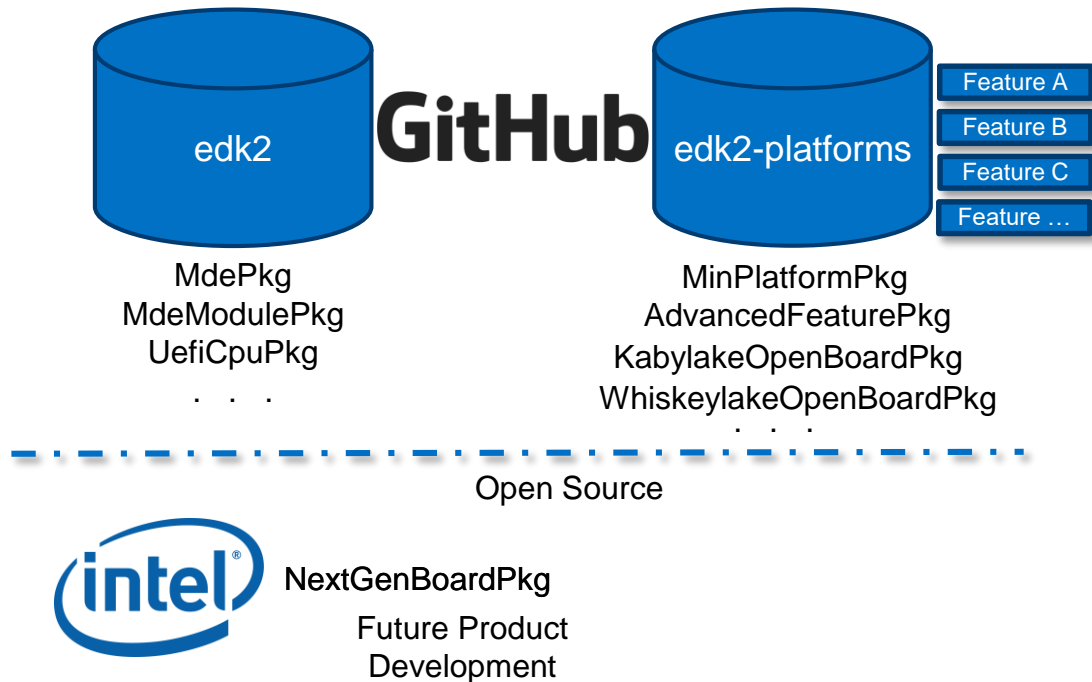 edk2
GitHub
edk2-platforms
Feature A
Feature B
Feature C
Feature …
MdePkg
MdeModulePkg
UefiCpuPkg
. . .
MinPlatformPkg
AdvancedFeaturePkg
KabylakeOpenBoardPkg
WhiskeylakeOpenBoardPkg
. . .
Open Source
intel®
NextGenBoardPkg
Future Product
Development